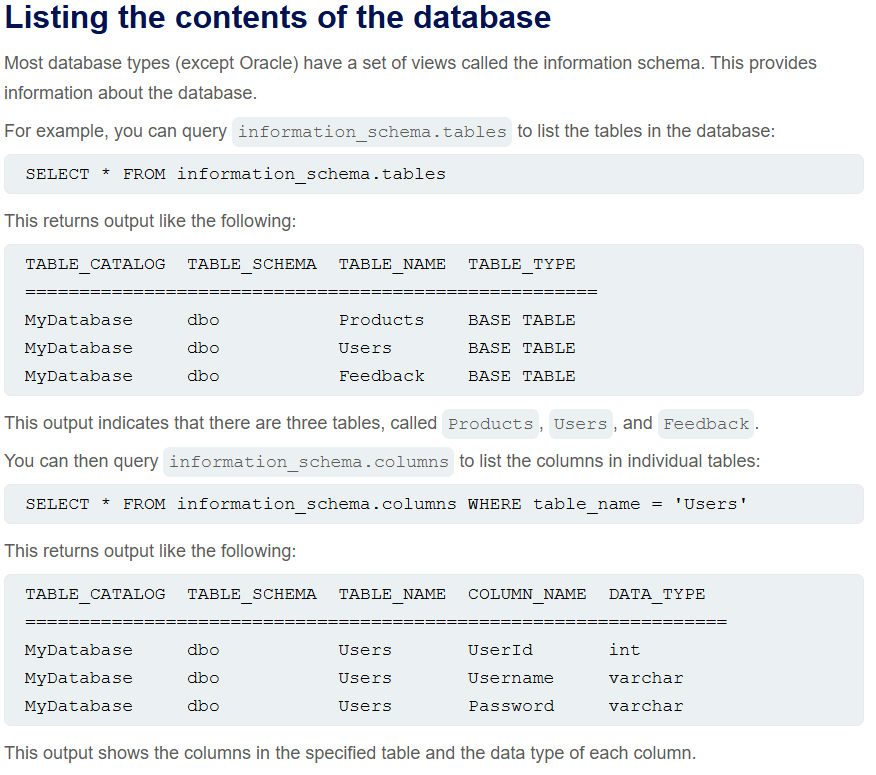 Listing the contents of the database
Most database types (except Oracle) have a set of views called the information schema. This provides
information about the database.
For example, you can query information_schema.tables to list the tables in the database:
SELECT * FROM information_schema.tables
This returns output like the following:
TABLE_CATALOG  TABLE_SCHEMA  TABLE_NAME  TABLE_TYPE
=====================================================
MyDatabase     dbo           Products    BASE TABLE
MyDatabase     dbo           Users       BASE TABLE
MyDatabase     dbo           Feedback    BASE TABLE
This output indicates that there are three tables, called Products, Users, and Feedback.
You can then query information_schema.columns to list the columns in individual tables:
SELECT * FROM information_schema.columns WHERE table_name = 'Users'
This returns output like the following:
TABLE_CATALOG  TABLE_SCHEMA  TABLE_NAME  COLUMN_NAME  DATA_TYPE
=================================================================
MyDatabase     dbo           Users       UserId       int
MyDatabase     dbo           Users       Username     varchar
MyDatabase     dbo           Users       Password     varchar
This output shows the columns in the specified table and the data type of each column.